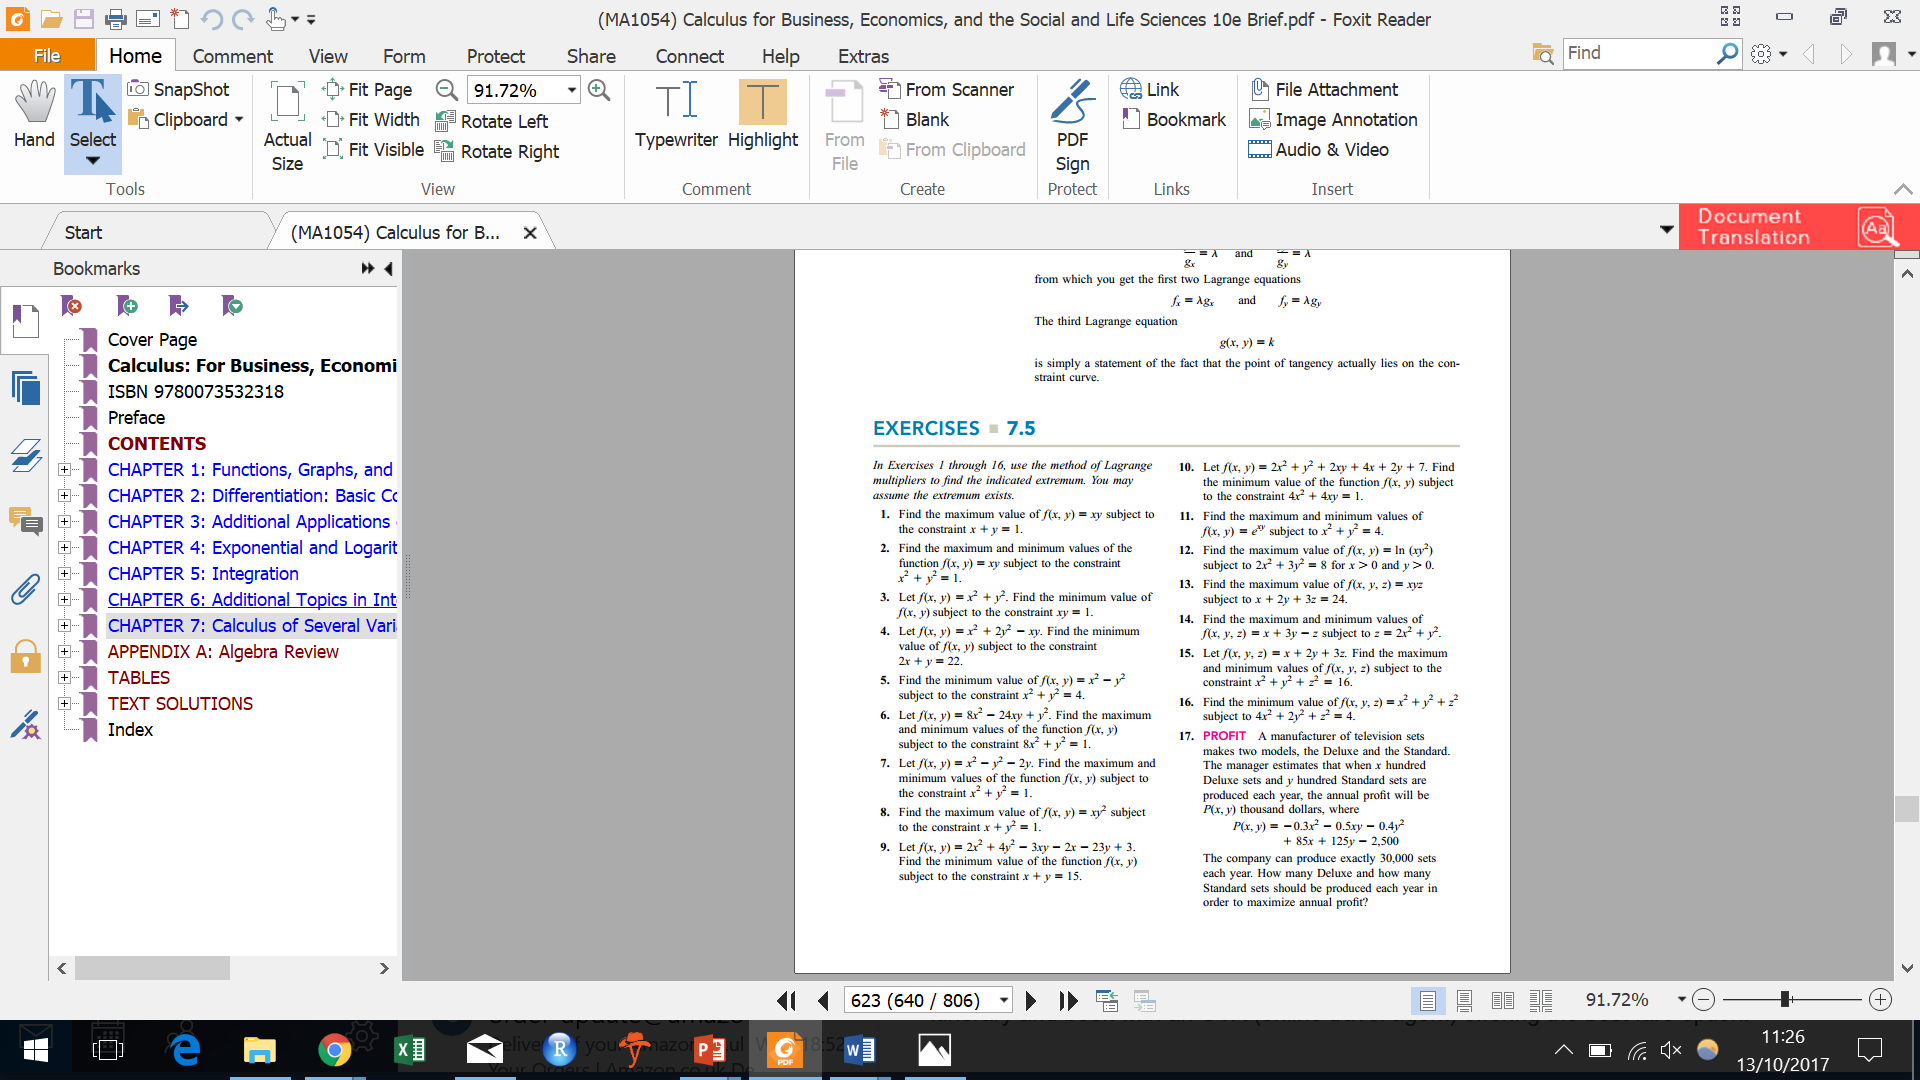 (MA1054) Calculus for Business, Economics, and the Social and Life Sciences 10e Brief.pdf - Foxit Reader
File Home Comment View Form Protect Share Connect Help Extras
Find
Hand
Select
SnapShot
Clipboard
Tools
Actual Size
Fit Page
Fit Width
Fit Visible
91.72%
Rotate Left
Rotate Right
View
Typewriter
Highlight
Comment
From File
From Scanner
Blank
From Clipboard
Create
PDF Sign
Protect
Link
Bookmark
Links
File Attachment
Image Annotation
Audio & Video
Insert
Start
(MA1054) Calculus for B...
Document Translation
Bookmarks
Cover Page
Calculus: For Business, Economi
ISBN 9780073532318
Preface
CONTENTS
CHAPTER 1: Functions, Graphs, and
CHAPTER 2: Differentiation: Basic Co
CHAPTER 3: Additional Applications
CHAPTER 4: Exponential and Logarit
CHAPTER 5: Integration
CHAPTER 6: Additional Topics in Int
CHAPTER 7: Calculus of Several Vari
APPENDIX A: Algebra Review
TABLES
TEXT SOLUTIONS
Index
gₓ = λ and g_y = λ
from which you get the first two Lagrange equations
fₓ = λgₓ and f_y = λg_y
The third Lagrange equation
g(x, y) = k
is simply a statement of the fact that the point of tangency actually lies on the con-
straint curve.
EXERCISES ■ 7.5
In Exercises 1 through 16, use the method of Lagrange
multipliers to find the indicated extremum. You may
assume the extremum exists.
1. Find the maximum value of f(x, y) = xy subject to
the constraint x + y = 1.
2. Find the maximum and minimum values of the
function f(x, y) = xy subject to the constraint
x² + y² = 1.
3. Let f(x, y) = x² + y². Find the minimum value of
f(x, y) subject to the constraint xy = 1.
4. Let f(x, y) = x² + 2y² − xy. Find the minimum
value of f(x, y) subject to the constraint
2x + y = 22.
5. Find the minimum value of f(x, y) = x² − y²
subject to the constraint x² + y² = 4.
6. Let f(x, y) = 8x² − 24xy + y². Find the maximum
and minimum values of the function f(x, y)
subject to the constraint 8x² + y² = 1.
7. Let f(x, y) = x² − y² − 2y. Find the maximum and
minimum values of the function f(x, y) subject to
the constraint x² + y² = 1.
8. Find the maximum value of f(x, y) = xy² subject
to the constraint x + y² = 1.
9. Let f(x, y) = 2x² + 4y² − 3xy − 2x − 23y + 3.
Find the minimum value of the function f(x, y)
subject to the constraint x + y = 15.
10. Let f(x, y) = 2x² + y² + 2xy + 4x + 2y + 7. Find
the minimum value of the function f(x, y) subject
to the constraint 4x² + 4xy = 1.
11. Find the maximum and minimum values of
f(x, y) = e^xy subject to x² + y² = 4.
12. Find the maximum value of f(x, y) = ln (xy²)
subject to 2x² + 3y² = 8 for x > 0 and y > 0.
13. Find the maximum value of f(x, y, z) = xyz
subject to x + 2y + 3z = 24.
14. Find the maximum and minimum values of
f(x, y, z) = x + 3y − z subject to z = 2x² + y².
15. Let f(x, y, z) = x + 2y + 3z. Find the maximum
and minimum values of f(x, y, z) subject to the
constraint x² + y² + z² = 16.
16. Find the minimum value of f(x, y, z) = x² + y² + z²
subject to 4x² + 2y² + z² = 4.
17. PROFIT A manufacturer of television sets
makes two models, the Deluxe and the Standard.
The manager estimates that when x hundred
Deluxe sets and y hundred Standard sets are
produced each year, the annual profit will be
P(x, y) thousand dollars, where
P(x, y) = −0.3x² − 0.5xy − 0.4y²
+ 85x + 125y − 2,500
The company can produce exactly 30,000 sets
each year. How many Deluxe and how many
Standard sets should be produced each year in
order to maximize annual profit?
623 (640 / 806)
91.72%
11:26
13/10/2017